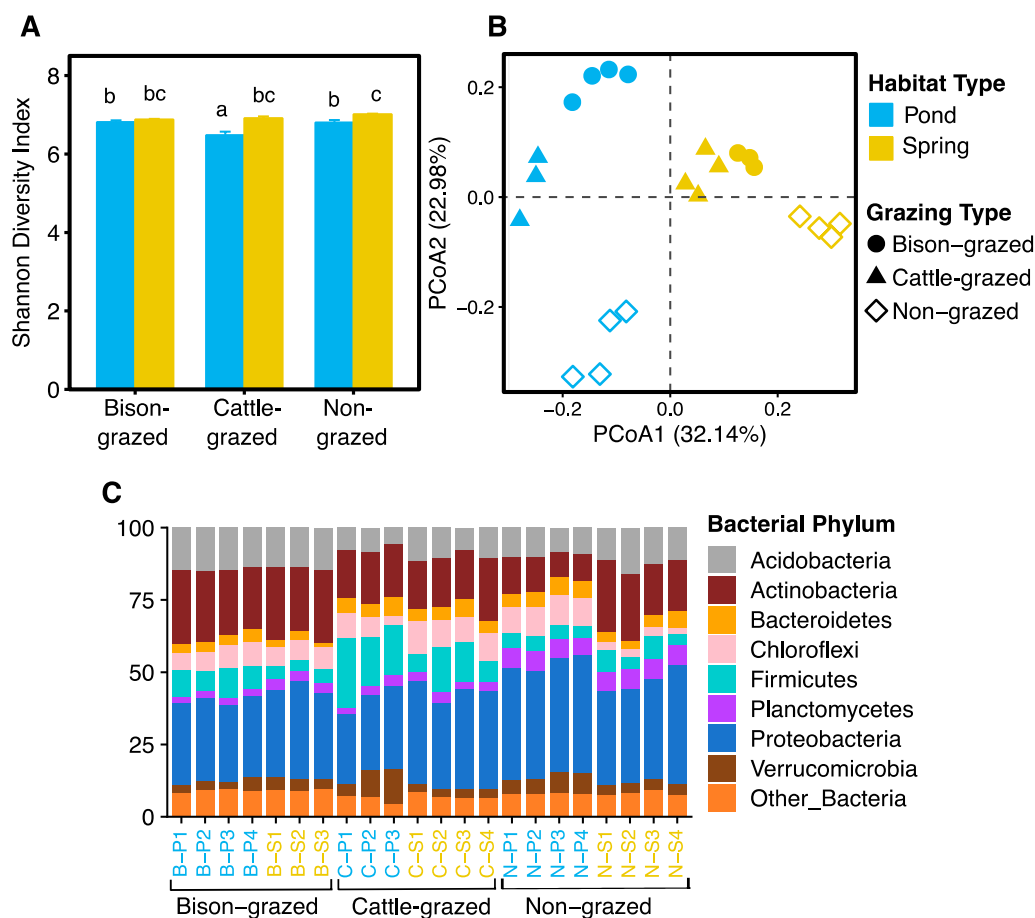 A
Shannon Diversity Index
8
6
4
2
0
b
bc
a
bc
b
c
Bison-
grazed
Cattle-
grazed
Non-
grazed
B
PCoA2 (22.98%)
0.2
0.0
−0.2
−0.2
0.0
0.2
PCoA1 (32.14%)
Habitat Type
Pond
Spring
Grazing Type
Bison−grazed
Cattle-grazed
Non−grazed
C
100
75
50
25
0
B−P1
B−P2
B−P3
B−P4
B−S1
B−S2
B−S3
C−P1
C−P2
C−P3
C−S1
C−S2
C−S3
C−S4
N−P1
N−P2
N−P3
N−P4
N−S1
N−S2
N−S3
N−S4
Bison−grazed
Cattle-grazed
Non−grazed
Bacterial Phylum
Acidobacteria
Actinobacteria
Bacteroidetes
Chloroflexi
Firmicutes
Planctomycetes
Proteobacteria
Verrucomicrobia
Other_Bacteria